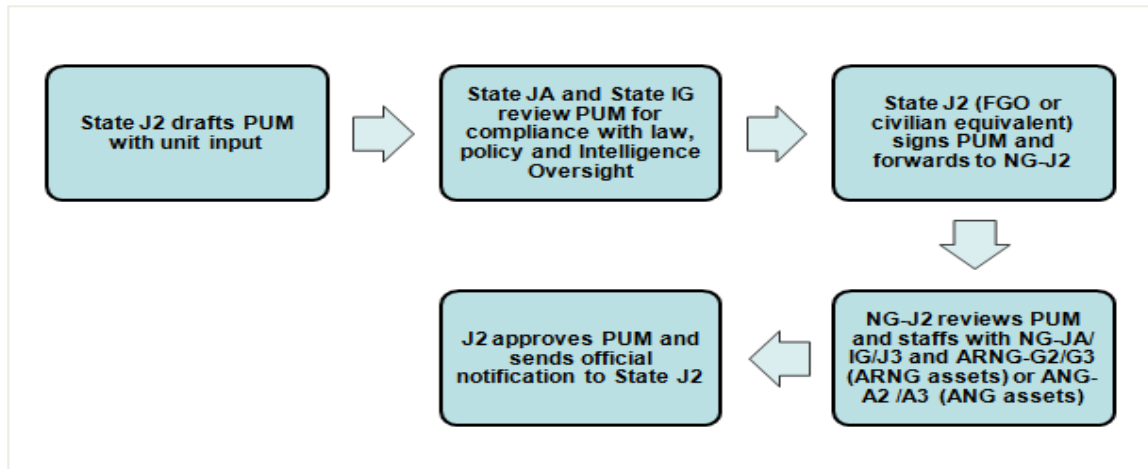 State J2 drafts PUM
with unit input
State JA and State IG
review PUM for
compliance with law,
policy and Intelligence
Oversight
State J2 (FGO or
civilian equivalent)
signs PUM and
forwards to NG-J2
NG-J2 reviews PUM
and staffs with NG-JA/
IG/J3 and ARNG-G2/G3
(ARNG assets) or ANG-
A2 /A3 (ANG assets)
J2 approves PUM and
sends official
notification to State J2